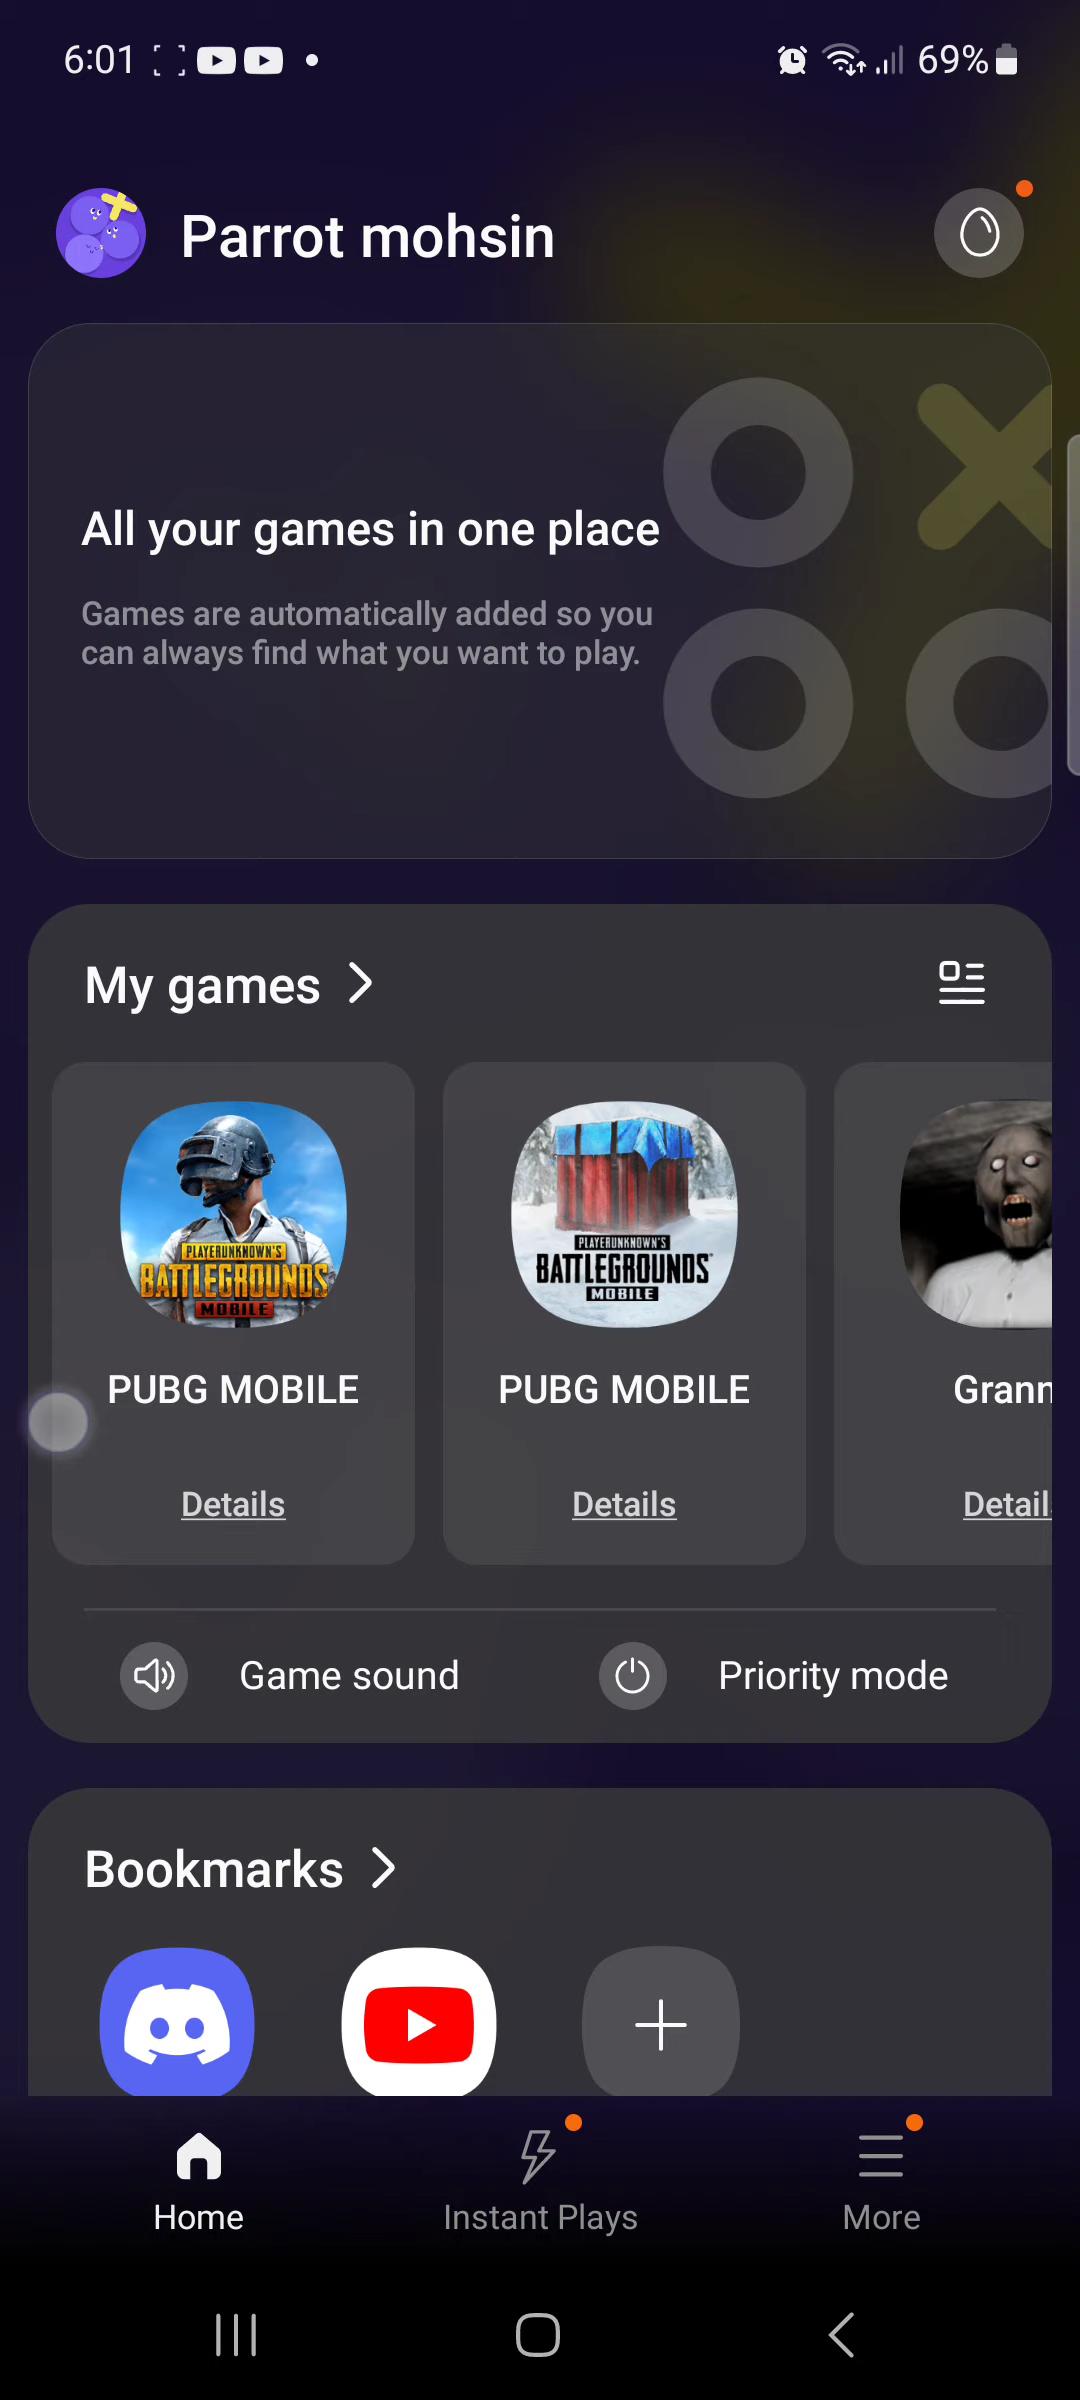 6:01
69%
Parrot mohsin
All your games in one place
Games are automatically added so you
can always find what you want to play.
My games
PLAYERUNKNOWN'S
BATTLEGROUNDS
MOBILE
PLAYERUNKNOWN'S
BATTLEGROUNDS
MOBILE
PUBG MOBILE
PUBG MOBILE
Grann
Details
Details
Details
Game sound
Priority mode
Bookmarks
Home
Instant Plays
More